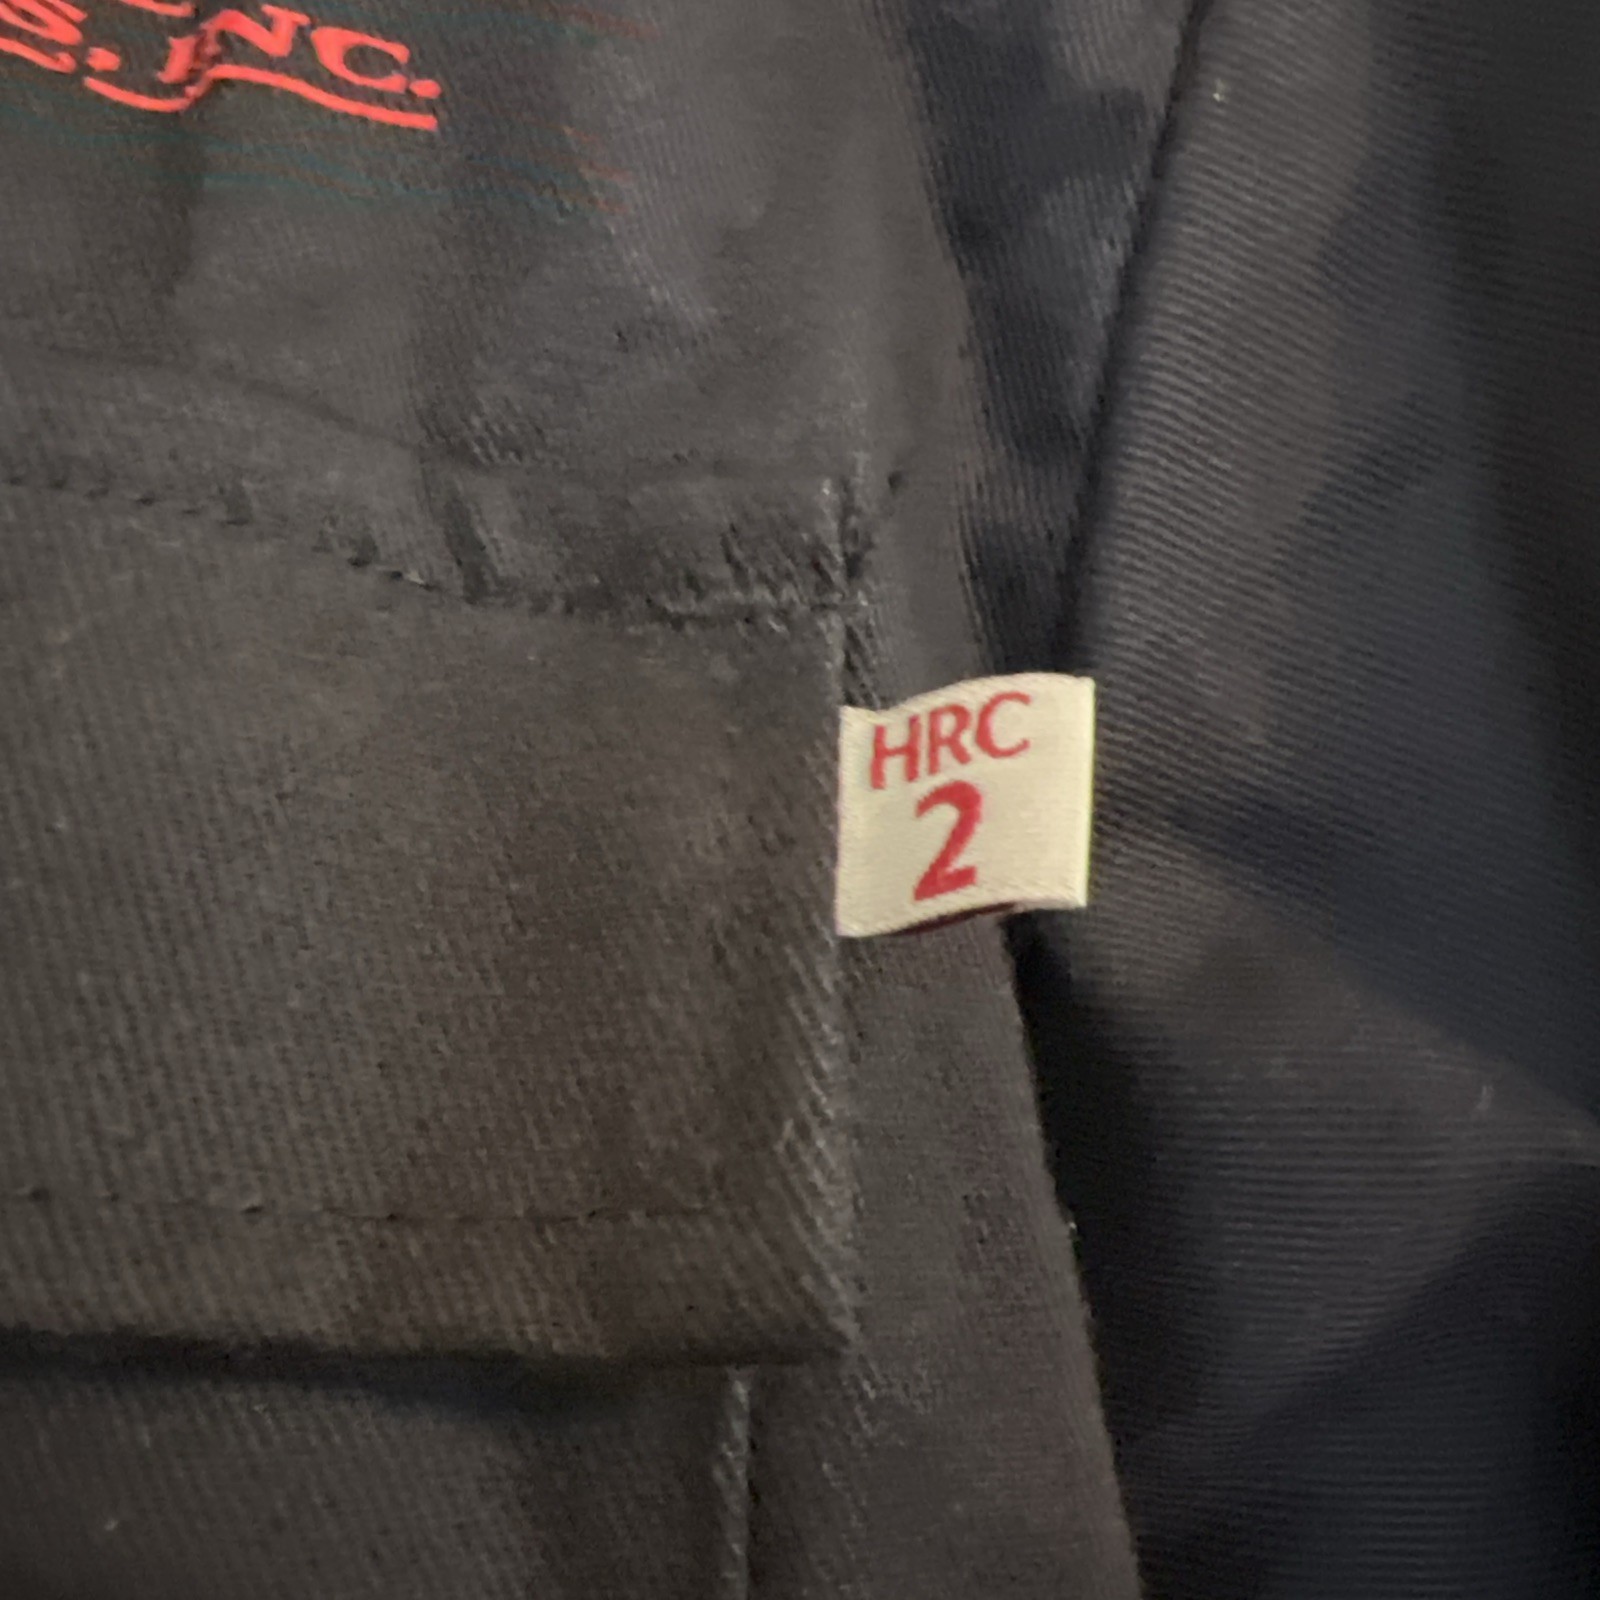 S, INC.
HRC
2